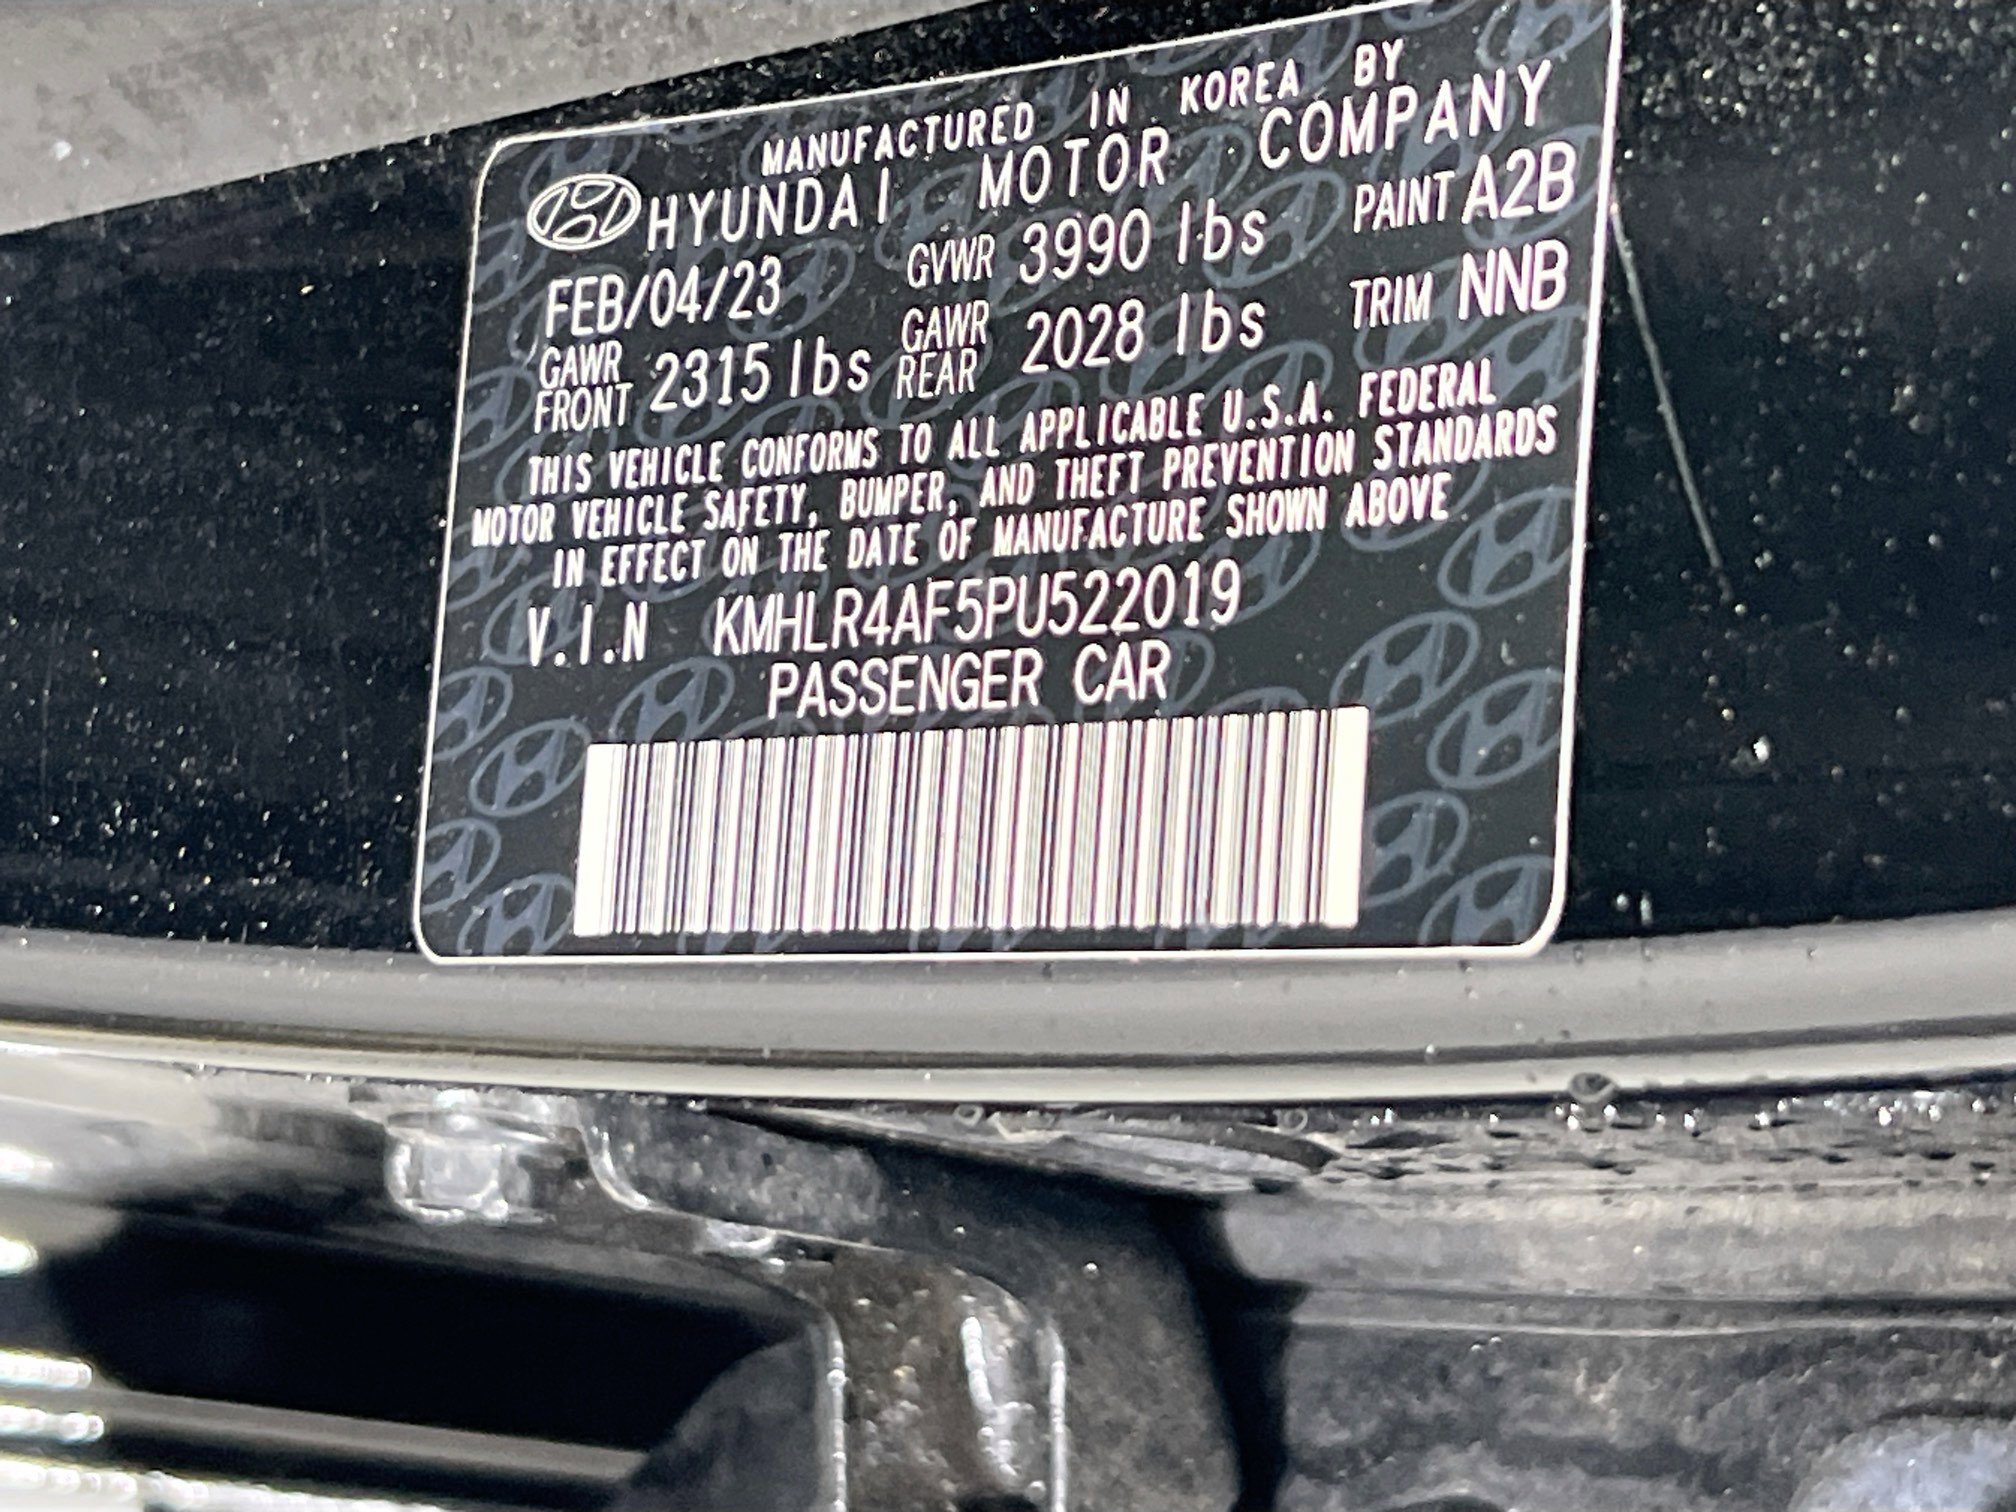 MANUFACTURED IN KOREA BY
HYUNDAI MOTOR COMPANY
FEB/04/23 GVWR 3990 lbs PAINT A2B
GAWR FRONT 2315 lbs GAWR REAR 2028 lbs TRIM NNB
THIS VEHICLE CONFORMS TO ALL APPLICABLE U.S.A. FEDERAL
MOTOR VEHICLE SAFETY, BUMPER, AND THEFT PREVENTION STANDARDS
IN EFFECT ON THE DATE OF MANUFACTURE SHOWN ABOVE
V.I.N KMHLR4AF5PU522019
PASSENGER CAR